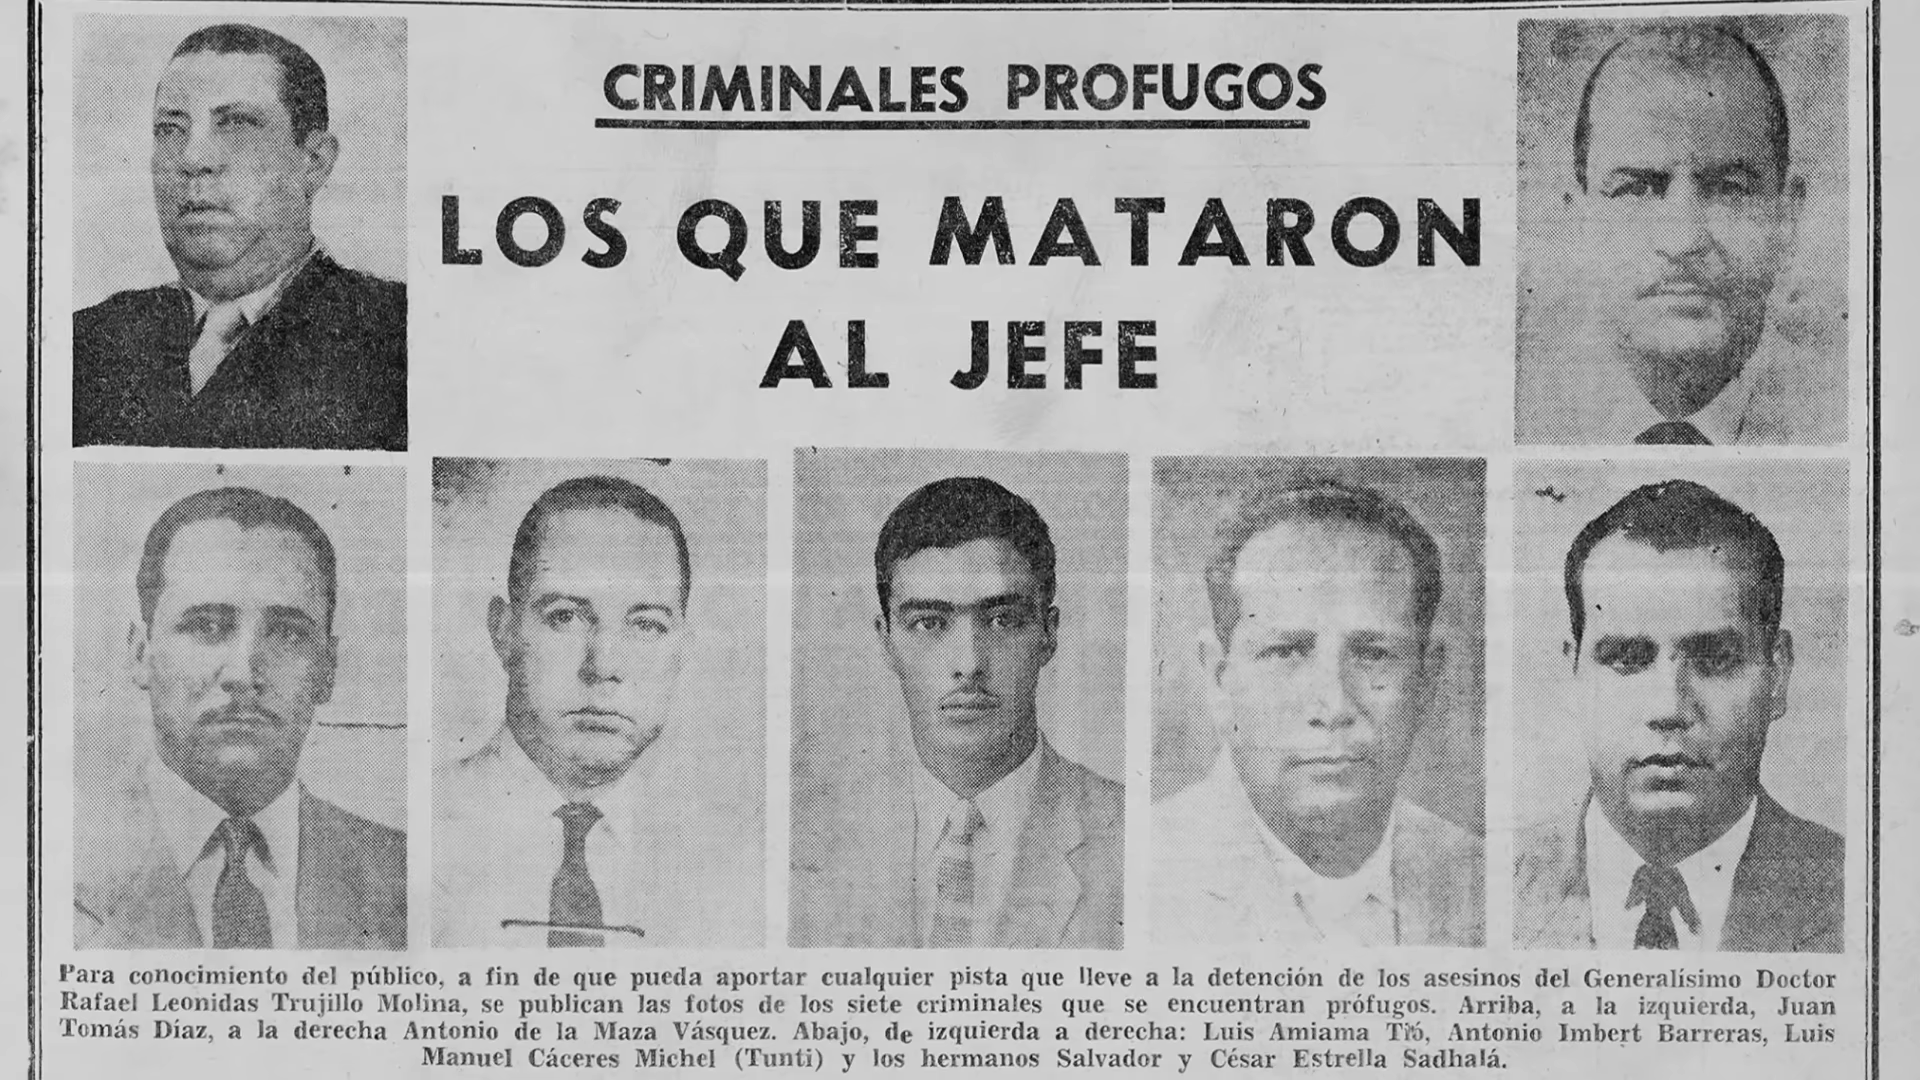 CRIMINALES PROFUGOS
LOS QUE MATARON
AL JEFE
Para conocimiento del público, a fin de que pueda aportar cualquier pista que lleve a la detención de los asesinos del Generalísimo Doctor
Rafael Leonidas Trujillo Molina, se publican las fotos de los siete criminales que se encuentran prófugos. Arriba, a la izquierda, Juan
Tomás Díaz, a la derecha Antonio de la Maza Vásquez. Abajo, de izquierda a derecha: Luis Amiama Tió, Antonio Imbert Barreras, Luis
Manuel Cáceres Michel (Tunti) y los hermanos Salvador y César Estrella Sadhalá.